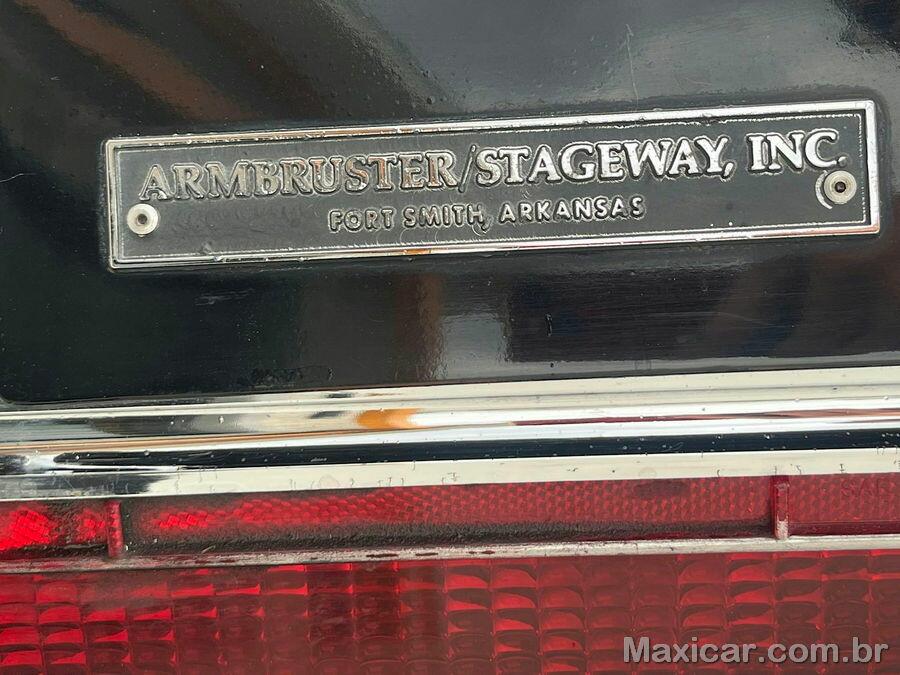 ARMBRUSTER/STAGEWAY, INC.
FORT SMITH, ARKANSAS
Maxicar.com.br